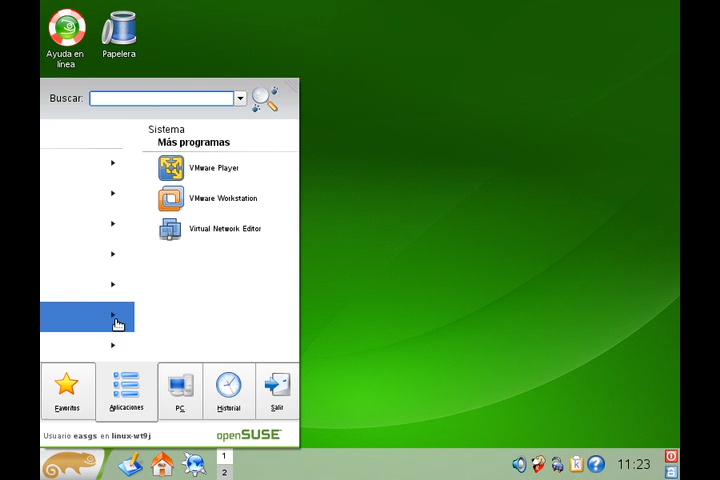 Ayuda en
línea
Papelera
Buscar:
Sistema
Más programas
VMware Player
VMware Workstation
Virtual Network Editor
Favoritos
Aplicaciones
PC
Historial
Salir
Usuario easgs en linux-wt9j
openSUSE
1
2
11:23